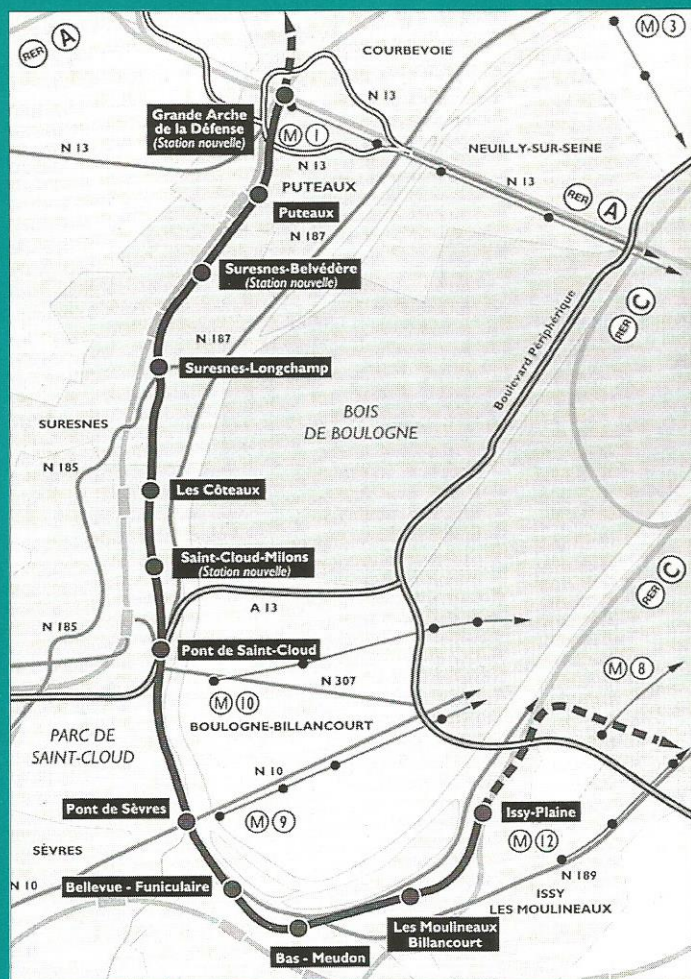 RER A
COURBEVOIE
M 3
N 13
Grande Arche
de la Défense
(Station nouvelle)
M 1
N 13
N 13
NEUILLY-SUR-SEINE
N 13
PUTEAUX
RER A
Puteaux
N 187
Suresnes-Belvédère
(Station nouvelle)
RER C
Boulevard Périphérique
N 187
Suresnes-Longchamp
BOIS
DE BOULOGNE
SURESNES
N 185
Les Côteaux
Saint-Cloud-Milons
(Station nouvelle)
RER C
A 13
N 185
Pont de Saint-Cloud
M 8
N 307
M 10
BOULOGNE-BILLANCOURT
PARC DE
SAINT-CLOUD
N 10
Pont de Sèvres
M 9
Issy-Plaine
M 12
SÈVRES
N 10
Bellevue - Funiculaire
N 189
ISSY
LES MOULINEAUX
Les Moulineaux
Billancourt
Bas - Meudon